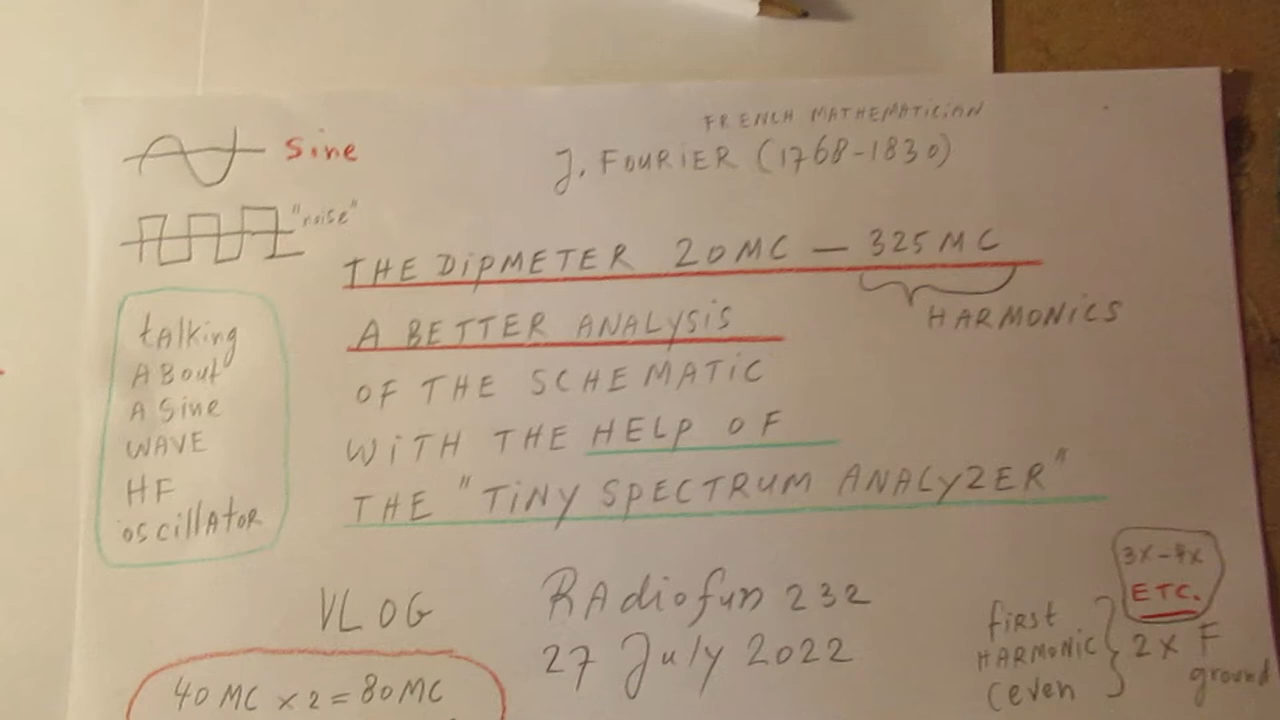 FRENCH MATHEMATICIAN
J. FOURIER (1768-1830)
Sine
"noise"
THE DIPMETER 20MC — 325MC
HARMONICS
A BETTER ANALYSIS
OF THE SCHEMATIC
WITH THE HELP OF
THE "TINY SPECTRUM ANALYZER"
talking
ABout
A Sine
WAVE
HF
oscillATOR
VLOG
RAdiofun 232
27 July 2022
3X-4X
ETC.
first
HARMONIC
(even
2 x F
ground
40 MC x 2 = 80MC